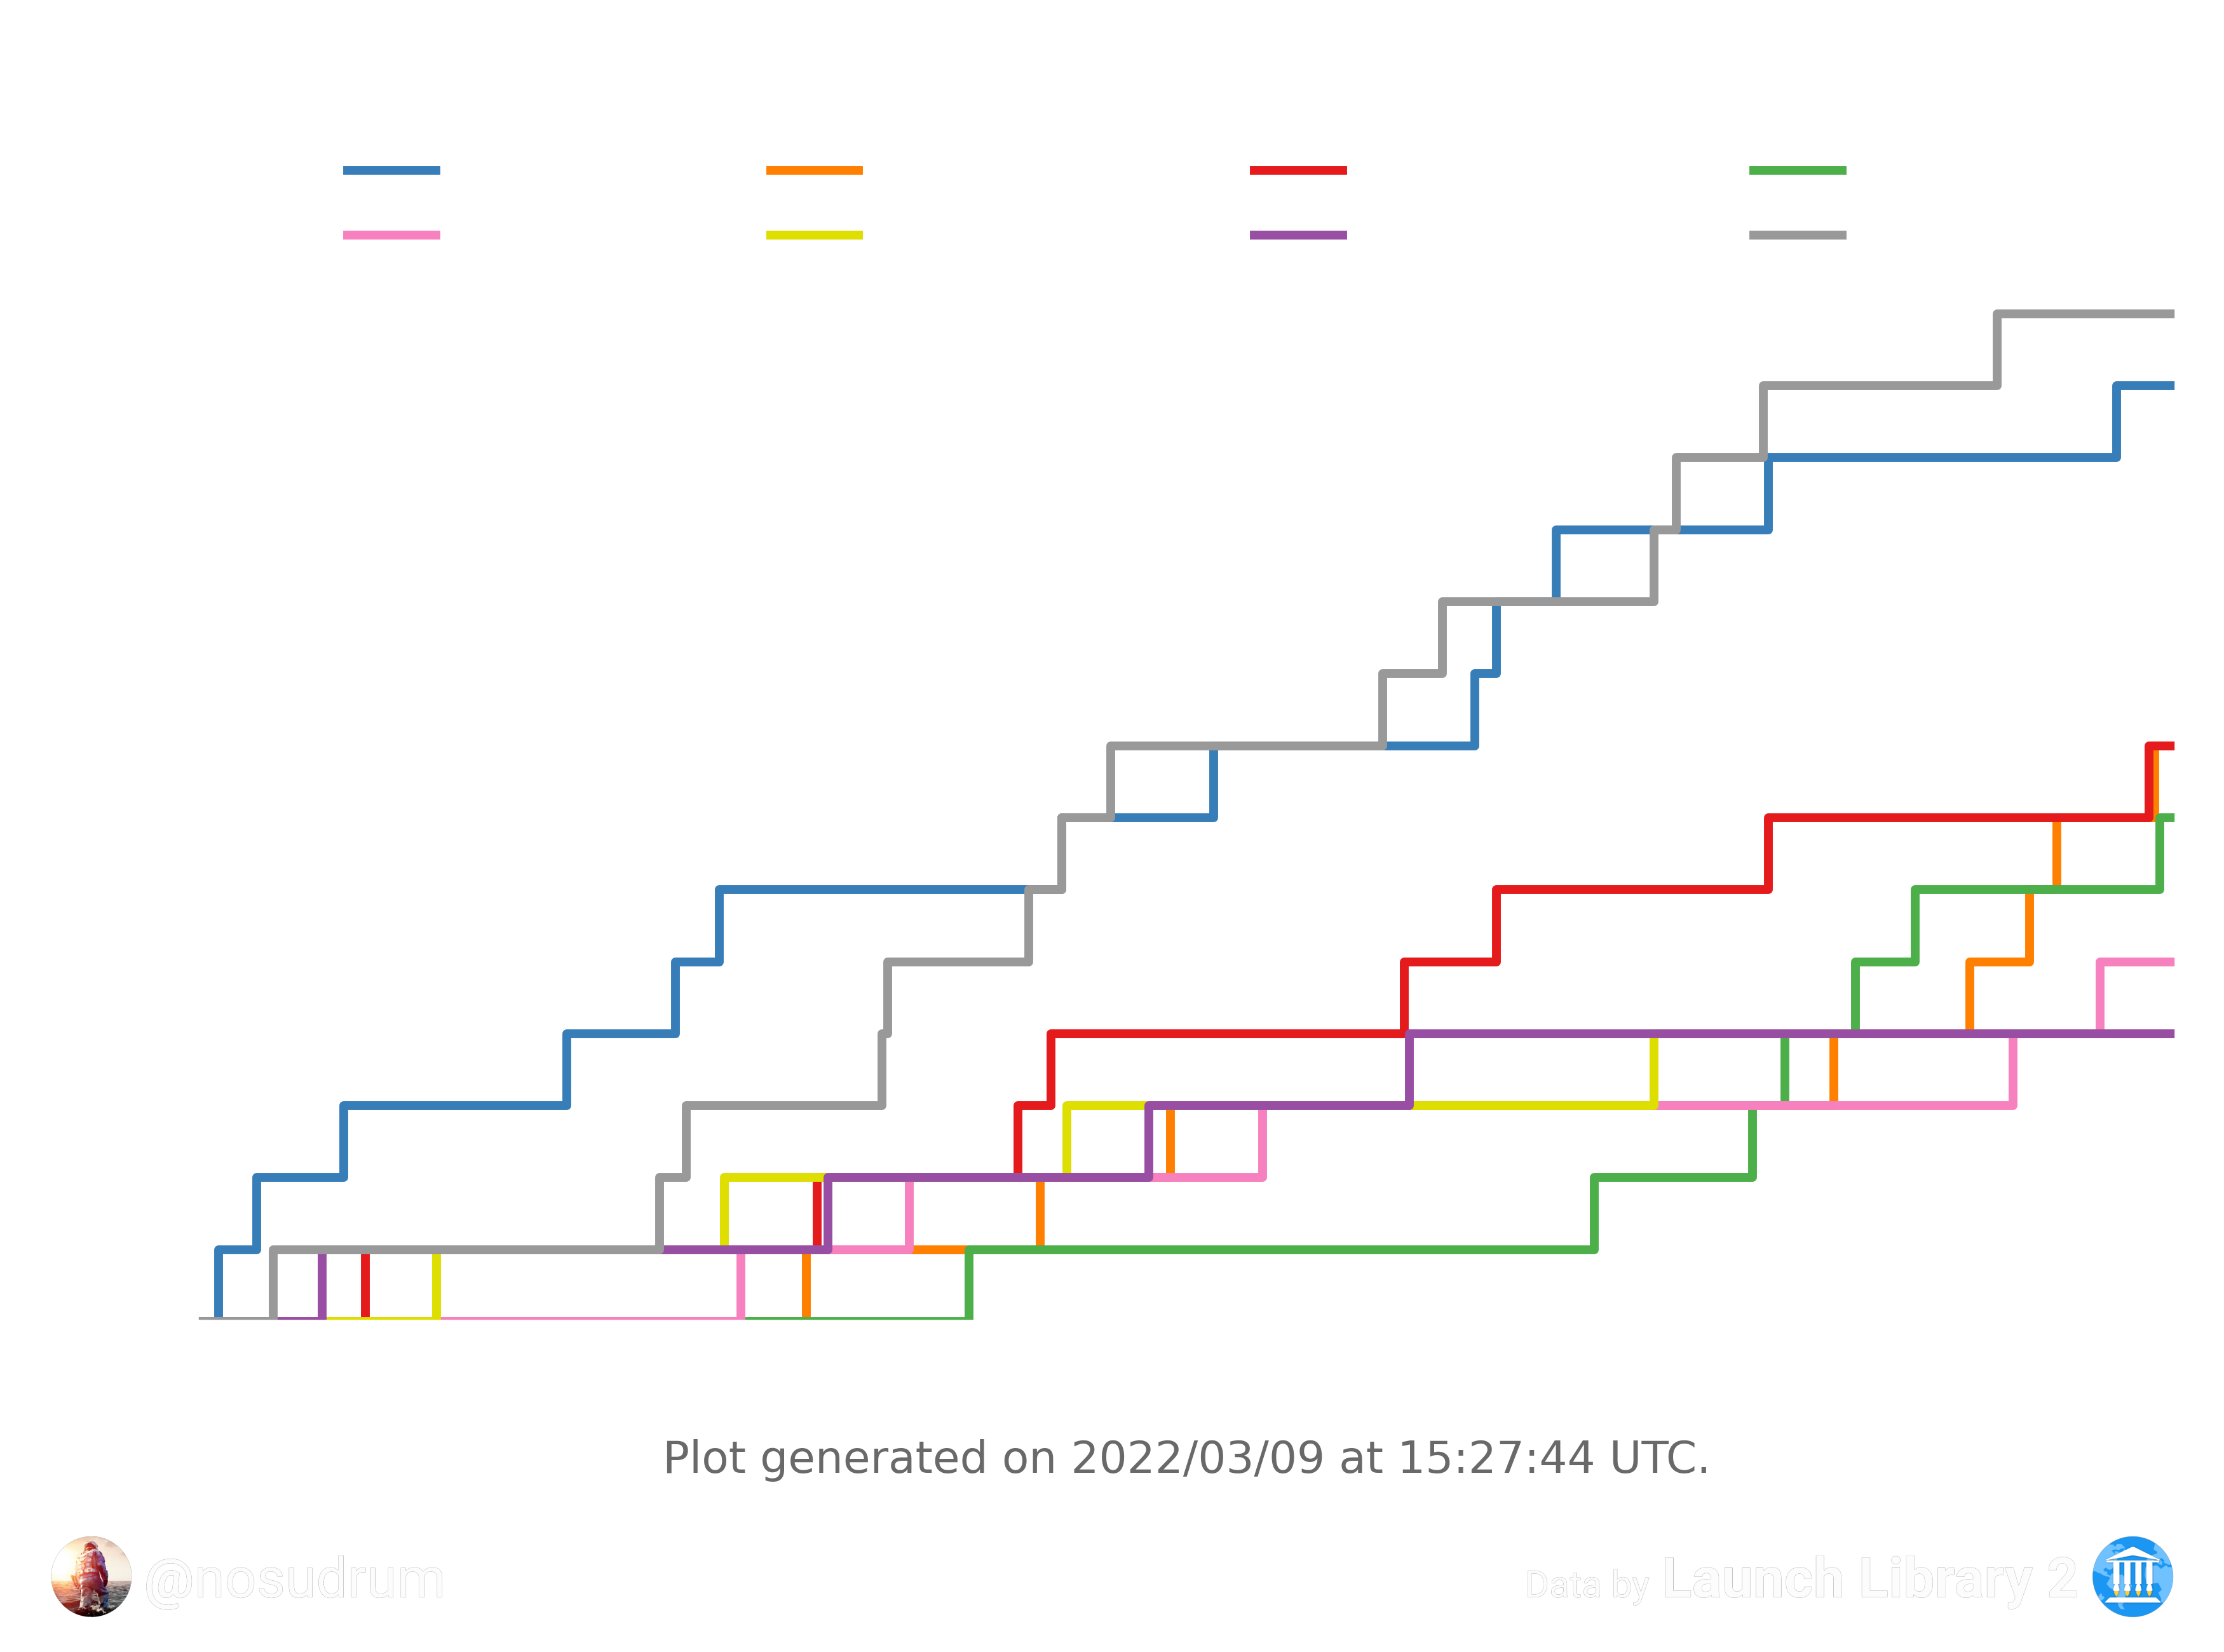 Plot generated on 2022/03/09 at 15:27:44 UTC.
@nosudrum
Data by Launch Library 2